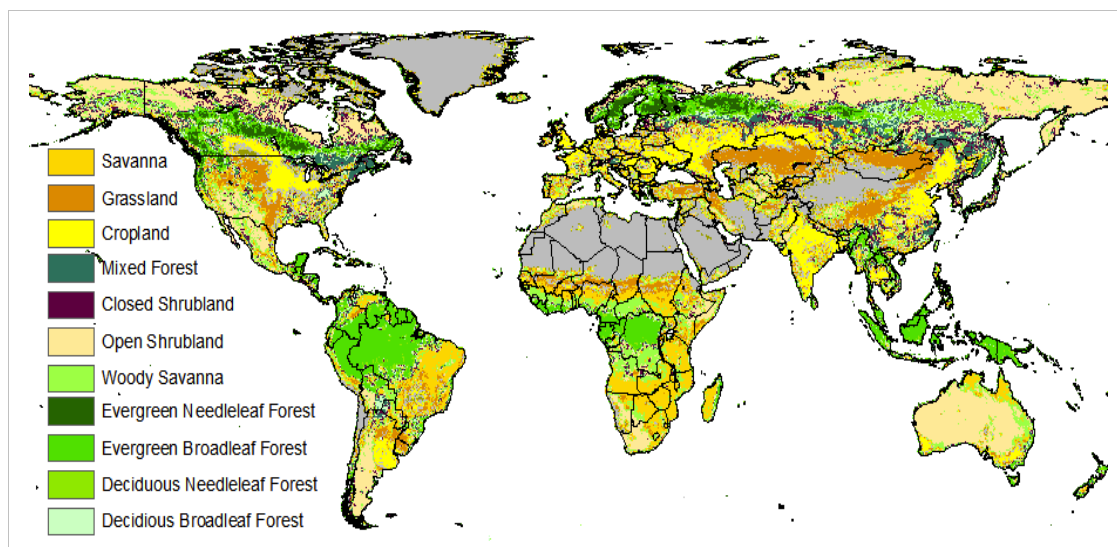 Savanna
Grassland
Cropland
Mixed Forest
Closed Shrubland
Open Shrubland
Woody Savanna
Evergreen Needleleaf Forest
Evergreen Broadleaf Forest
Deciduous Needleleaf Forest
Decidious Broadleaf Forest